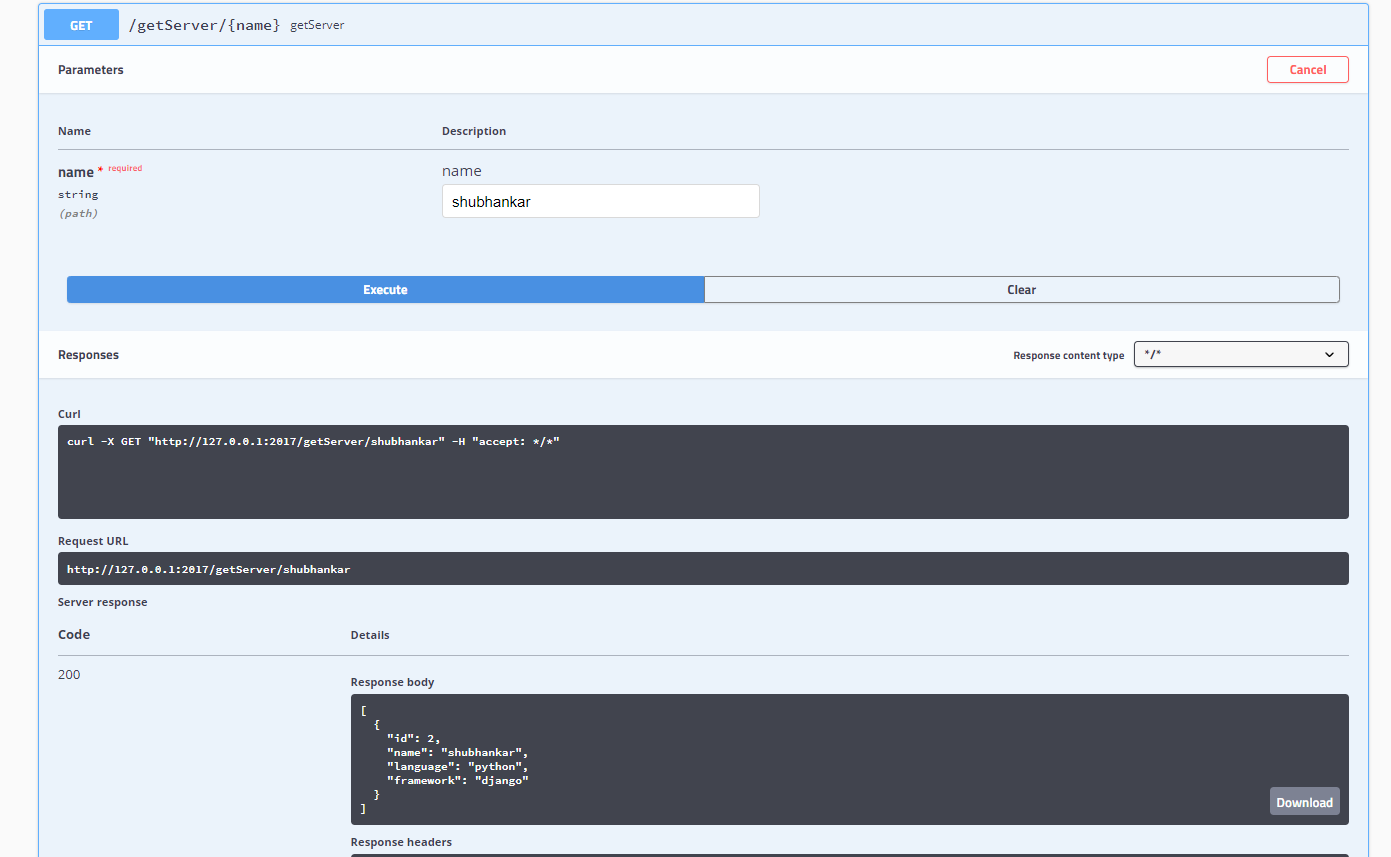 GET /getServer/{name} getServer
Parameters Cancel
Name Description
name * required name
string
(path)
shubhankar
Execute Clear
Responses Response content type */*
Curl
curl -X GET "http://127.0.0.1:2017/getServer/shubhankar" -H "accept: */*"
Request URL
http://127.0.0.1:2017/getServer/shubhankar
Server response
Code Details
200
Response body
[
  {
    "id": 2,
    "name": "shubhankar",
    "language": "python",
    "framework": "django"
  }
]
Download
Response headers